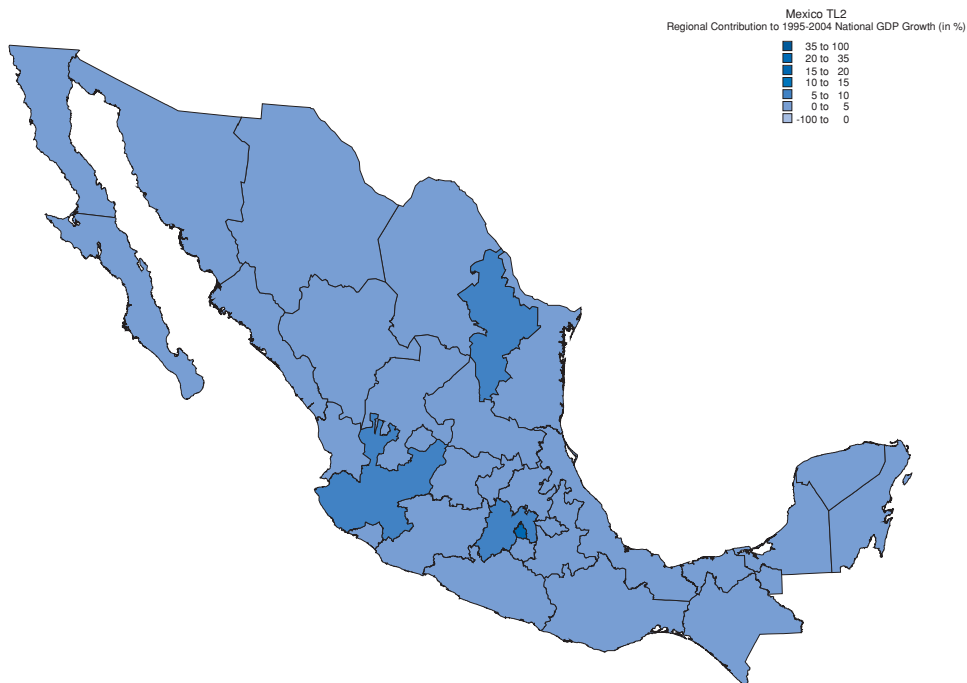 Mexico TL2
Regional Contribution to 1995-2004 National GDP Growth (in %)
35 to 100
20 to 35
15 to 20
10 to 15
5 to 10
0 to 5
-100 to 0